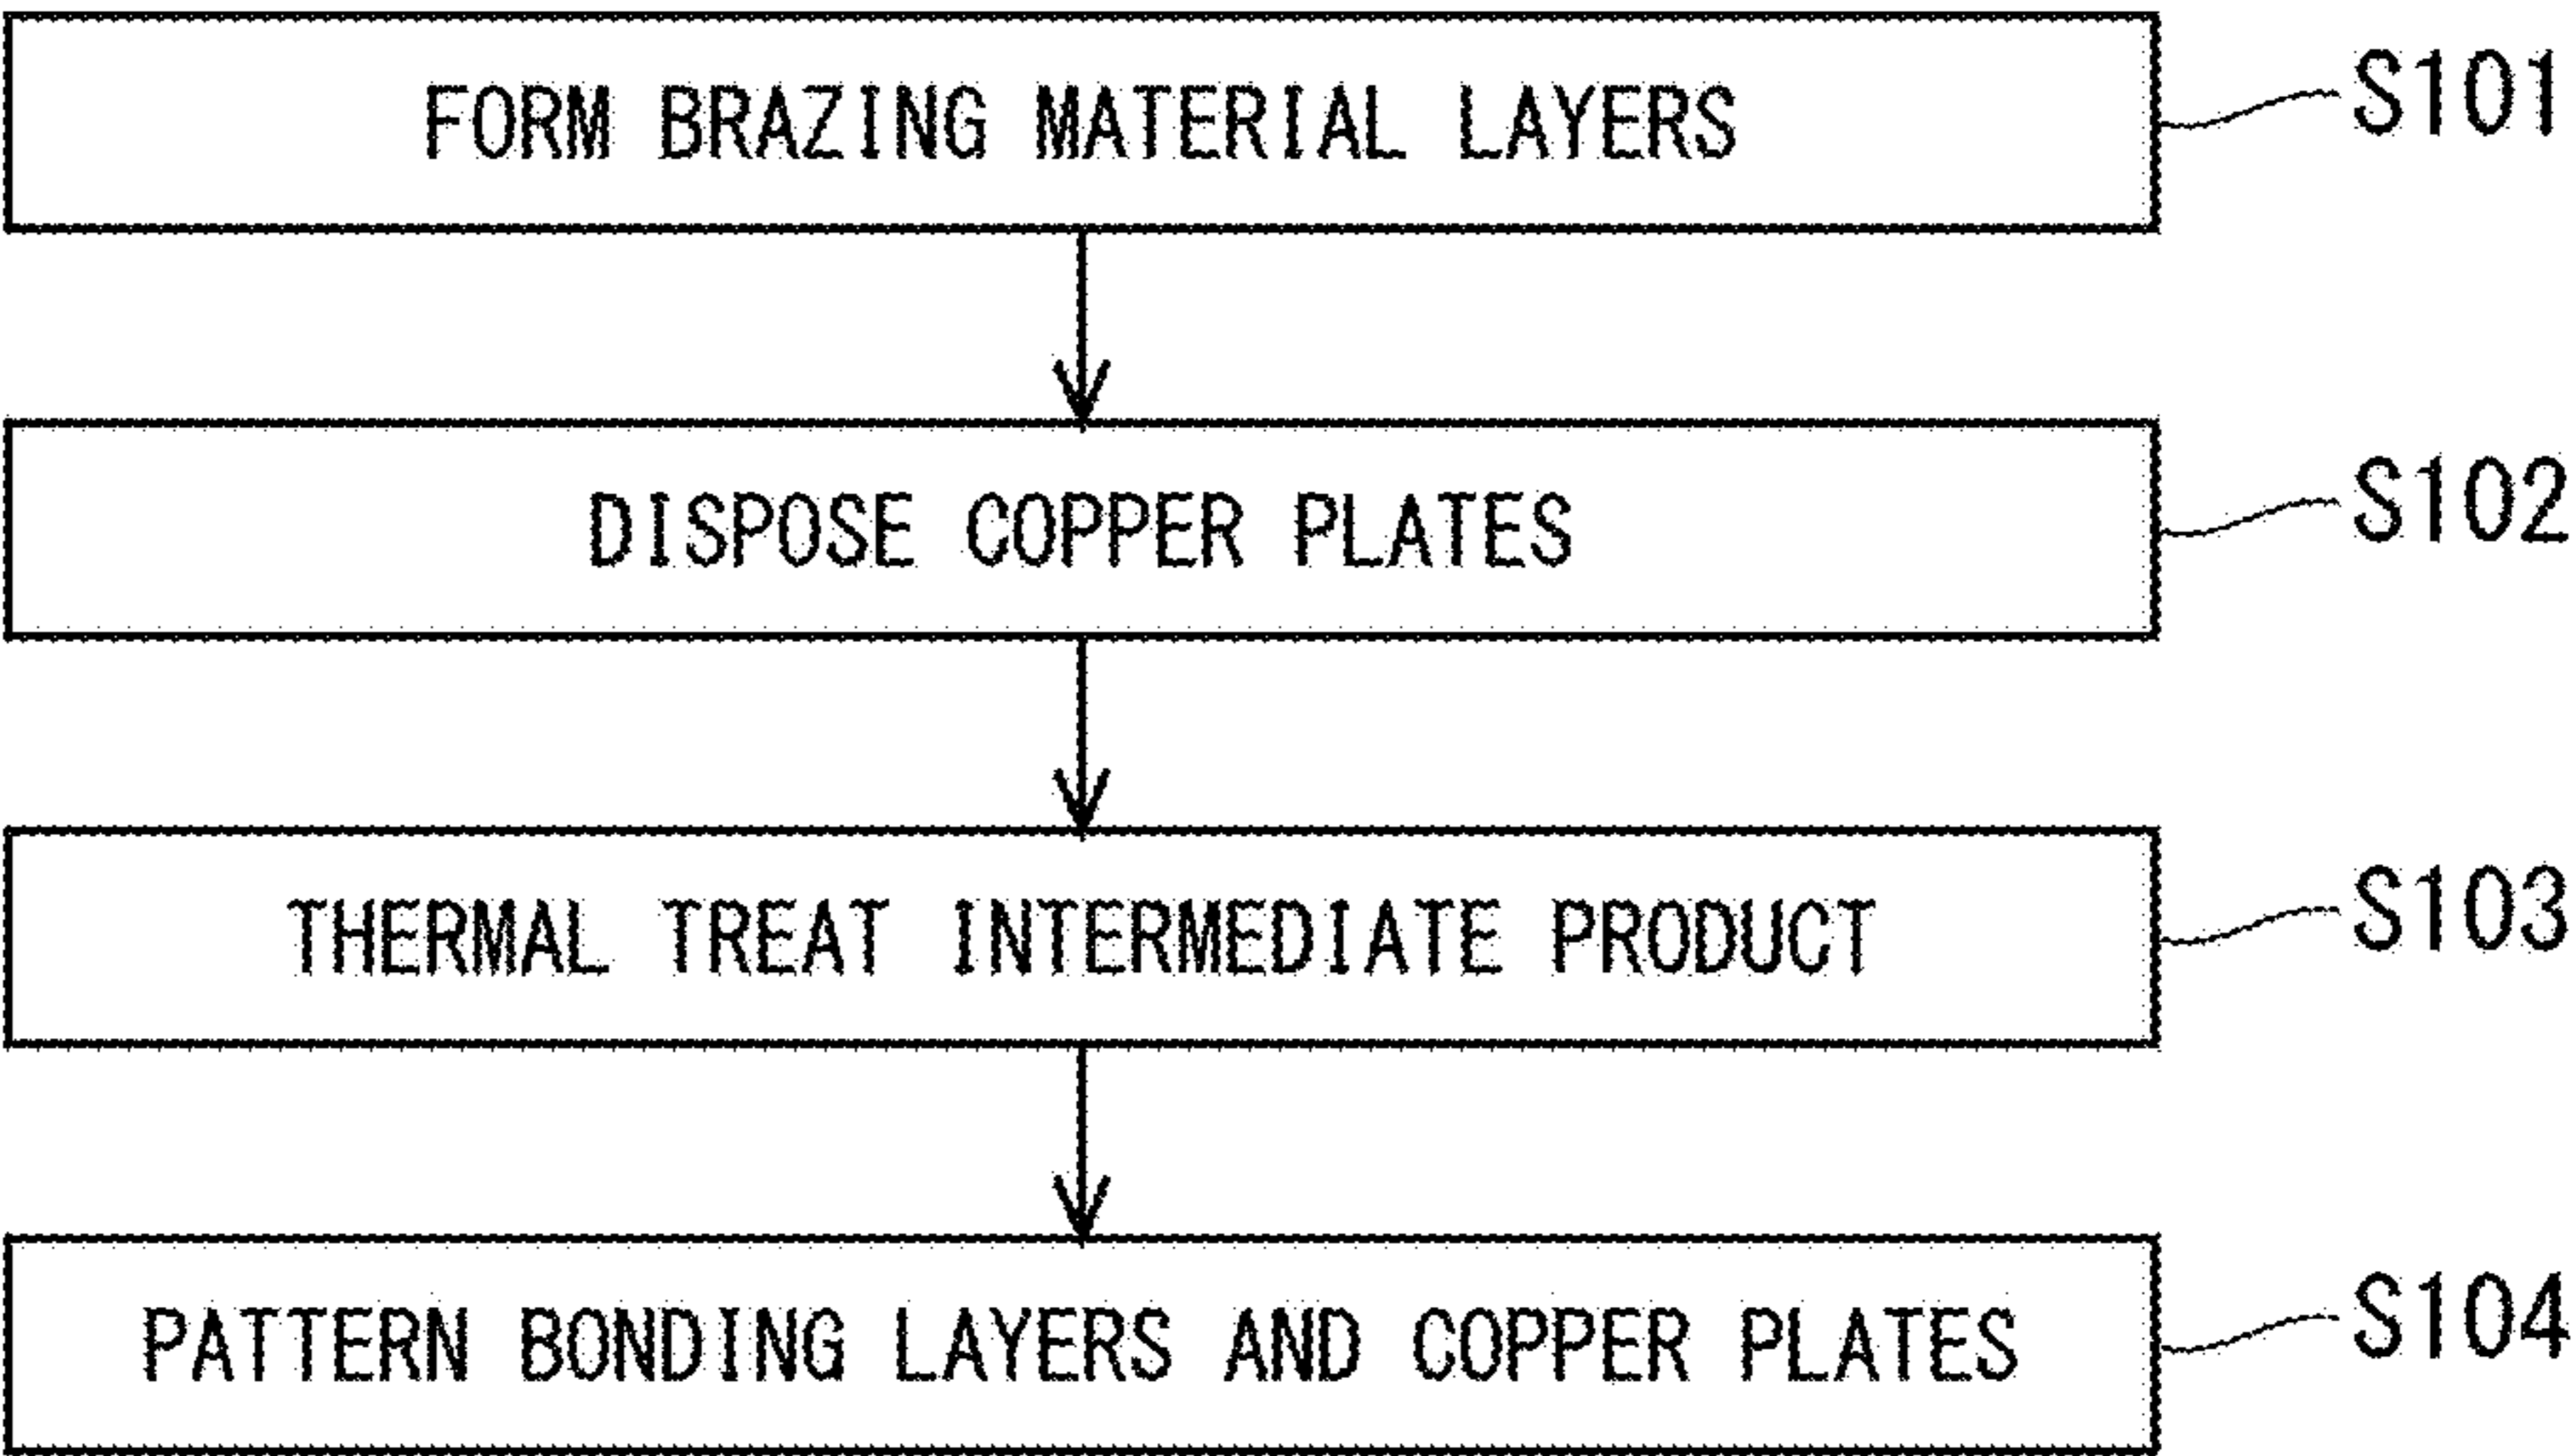 FORM BRAZING MATERIAL LAYERS S101
DISPOSE COPPER PLATES S102
THERMAL TREAT INTERMEDIATE PRODUCT S103
PATTERN BONDING LAYERS AND COPPER PLATES S104